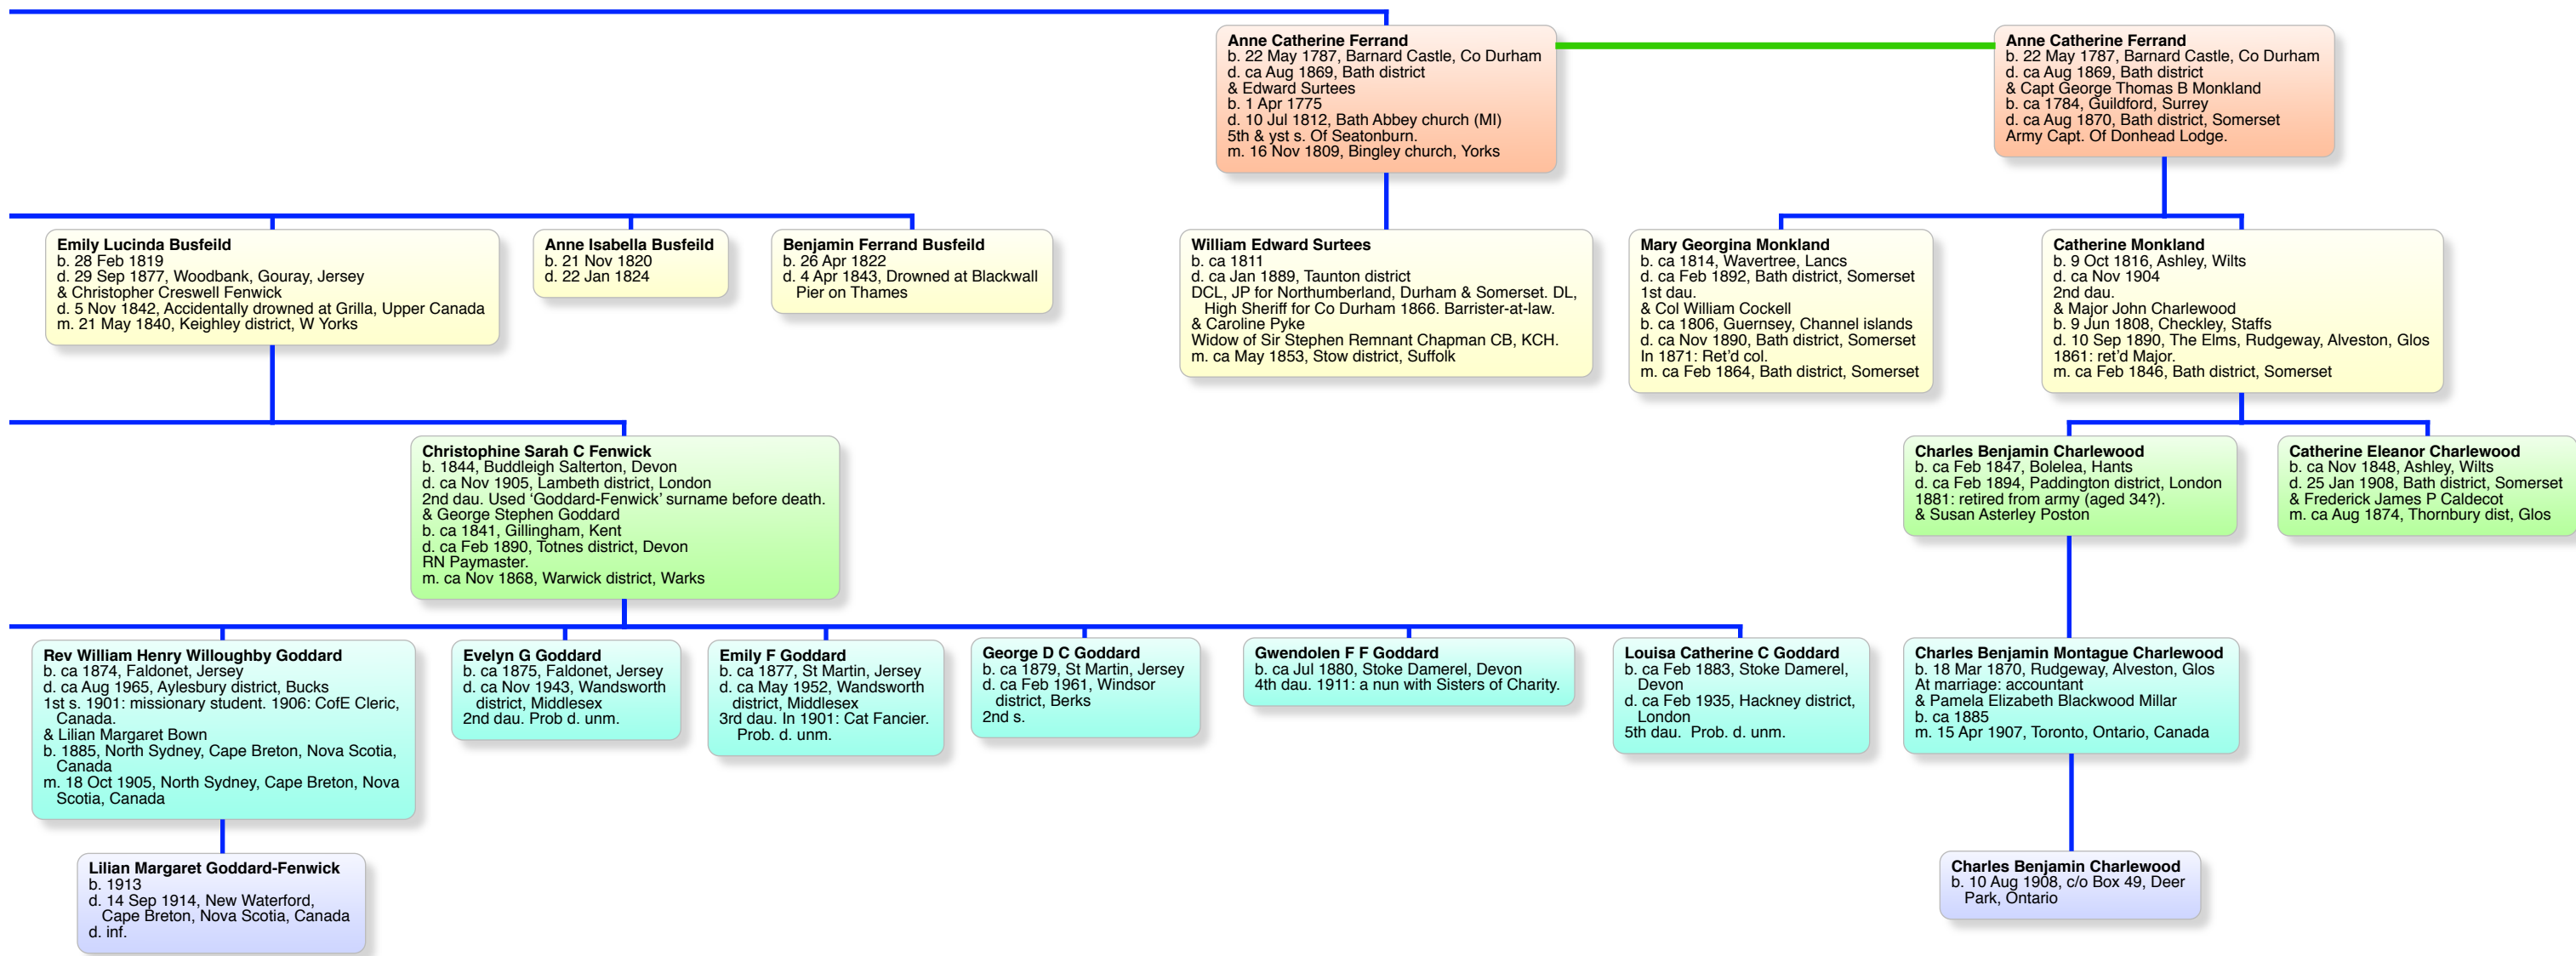 Anne Catherine Ferrand
b. 22 May 1787, Barnard Castle, Co Durham
d. ca Aug 1869, Bath district
& Edward Surtees
b. 1 Apr 1775
d. 10 Jul 1812, Bath Abbey church (MI)
5th & yst s. Of Seatonburn.
m. 16 Nov 1809, Bingley church, Yorks
Anne Catherine Ferrand
b. 22 May 1787, Barnard Castle, Co Durham
d. ca Aug 1869, Bath district
& Capt George Thomas B Monkland
b. ca 1784, Guildford, Surrey
d. ca Aug 1870, Bath district, Somerset
Army Capt. Of Donhead Lodge.
Emily Lucinda Busfeild
b. 28 Feb 1819
d. 29 Sep 1877, Woodbank, Gouray, Jersey
& Christopher Creswell Fenwick
d. 5 Nov 1842, Accidentally drowned at Grilla, Upper Canada
m. 21 May 1840, Keighley district, W Yorks
Anne Isabella Busfeild
b. 21 Nov 1820
d. 22 Jan 1824
Benjamin Ferrand Busfeild
b. 26 Apr 1822
d. 4 Apr 1843, Drowned at Blackwall
Pier on Thames
William Edward Surtees
b. ca 1811
d. ca Jan 1889, Taunton district
DCL, JP for Northumberland, Durham & Somerset. DL,
High Sheriff for Co Durham 1866. Barrister-at-law.
& Caroline Pyke
Widow of Sir Stephen Remnant Chapman CB, KCH.
m. ca May 1853, Stow district, Suffolk
Mary Georgina Monkland
b. ca 1814, Wavertree, Lancs
d. ca Feb 1892, Bath district, Somerset
1st dau.
& Col William Cockell
b. ca 1806, Guernsey, Channel islands
d. ca Nov 1890, Bath district, Somerset
In 1871: Ret’d col.
m. ca Feb 1864, Bath district, Somerset
Catherine Monkland
b. 9 Oct 1816, Ashley, Wilts
d. ca Nov 1904
2nd dau.
& Major John Charlewood
b. 9 Jun 1808, Checkley, Staffs
d. 10 Sep 1890, The Elms, Rudgeway, Alveston, Glos
1861: ret’d Major.
m. ca Feb 1846, Bath district, Somerset
Christophine Sarah C Fenwick
b. 1844, Buddleigh Salterton, Devon
d. ca Nov 1905, Lambeth district, London
2nd dau. Used ‘Goddard-Fenwick’ surname before death.
& George Stephen Goddard
b. ca 1841, Gillingham, Kent
d. ca Feb 1890, Totnes district, Devon
RN Paymaster.
m. ca Nov 1868, Warwick district, Warks
Charles Benjamin Charlewood
b. ca Feb 1847, Bolelea, Hants
d. ca Feb 1894, Paddington district, London
1881: retired from army (aged 34?).
& Susan Asterley Poston
Catherine Eleanor Charlewood
b. ca Nov 1848, Ashley, Wilts
d. 25 Jan 1908, Bath district, Somerset
& Frederick James P Caldecot
m. ca Aug 1874, Thornbury dist, Glos
Rev William Henry Willoughby Goddard
b. ca 1874, Faldonet, Jersey
d. ca Aug 1965, Aylesbury district, Bucks
1st s. 1901: missionary student. 1906: CofE Cleric,
Canada.
& Lilian Margaret Bown
b. 1885, North Sydney, Cape Breton, Nova Scotia,
Canada
m. 18 Oct 1905, North Sydney, Cape Breton, Nova
Scotia, Canada
Evelyn G Goddard
b. ca 1875, Faldonet, Jersey
d. ca Nov 1943, Wandsworth
district, Middlesex
2nd dau. Prob d. unm.
Emily F Goddard
b. ca 1877, St Martin, Jersey
d. ca May 1952, Wandsworth
district, Middlesex
3rd dau. In 1901: Cat Fancier.
Prob. d. unm.
George D C Goddard
b. ca 1879, St Martin, Jersey
d. ca Feb 1961, Windsor
district, Berks
2nd s.
Gwendolen F F Goddard
b. ca Jul 1880, Stoke Damerel, Devon
4th dau. 1911: a nun with Sisters of Charity.
Louisa Catherine C Goddard
b. ca Feb 1883, Stoke Damerel,
Devon
d. ca Feb 1935, Hackney district,
London
5th dau. Prob. d. unm.
Charles Benjamin Montague Charlewood
b. 18 Mar 1870, Rudgeway, Alveston, Glos
At marriage: accountant
& Pamela Elizabeth Blackwood Millar
b. ca 1885
m. 15 Apr 1907, Toronto, Ontario, Canada
Lilian Margaret Goddard-Fenwick
b. 1913
d. 14 Sep 1914, New Waterford,
Cape Breton, Nova Scotia, Canada
d. inf.
Charles Benjamin Charlewood
b. 10 Aug 1908, c/o Box 49, Deer
Park, Ontario